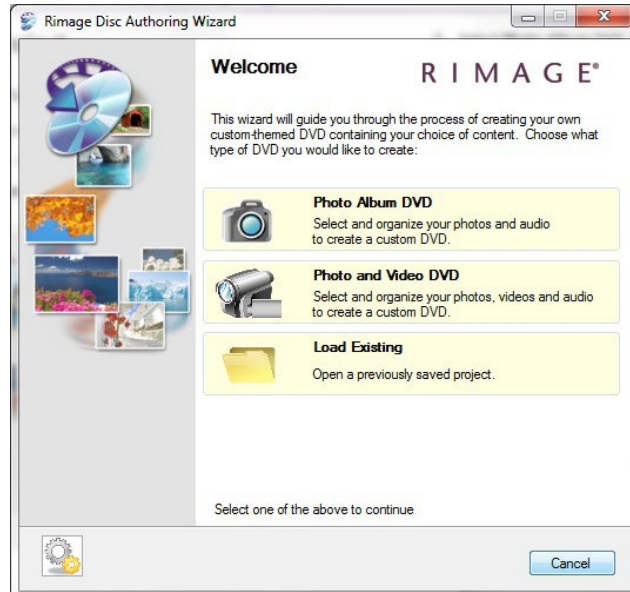 Rimage Disc Authoring Wizard
Welcome
RIMAGE®
This wizard will guide you through the process of creating your own
custom-themed DVD containing your choice of content. Choose what
type of DVD you would like to create:
Photo Album DVD
Select and organize your photos and audio
to create a custom DVD.
Photo and Video DVD
Select and organize your photos, videos and audio
to create a custom DVD.
Load Existing
Open a previously saved project.
Select one of the above to continue
Cancel